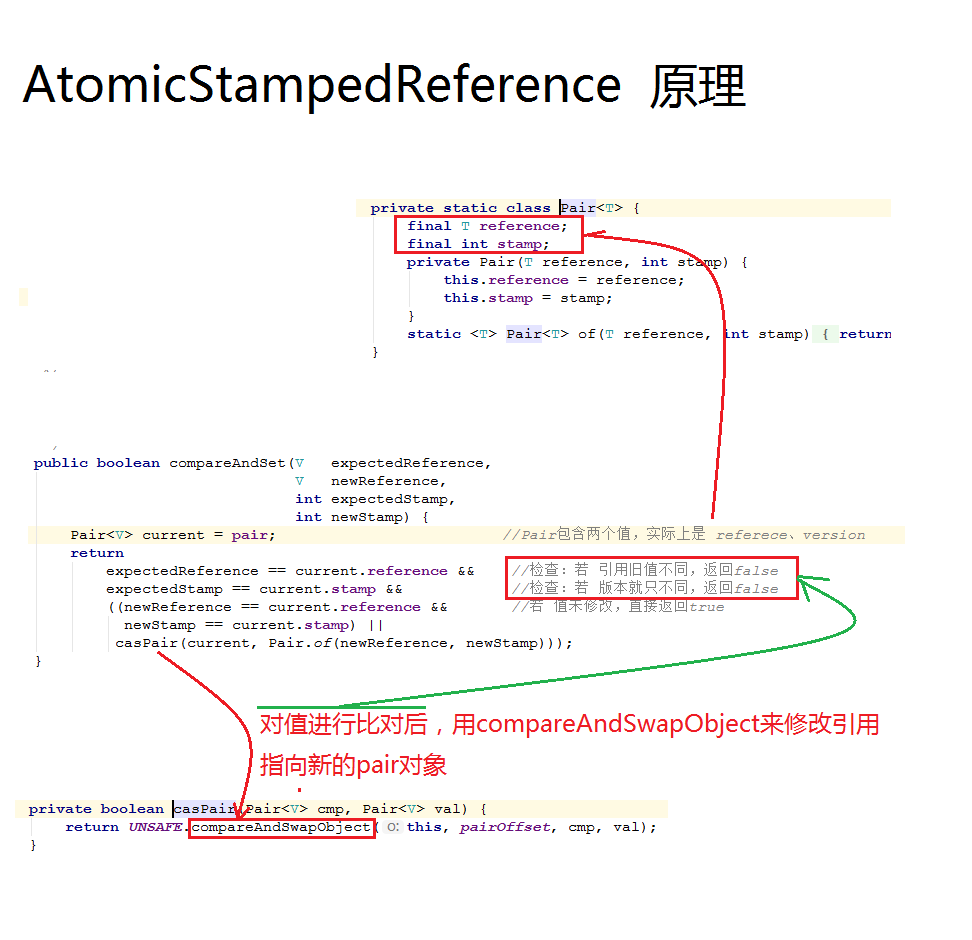 AtomicStampedReference 原理
private static class Pair<T> {
final T reference;
final int stamp;
private Pair(T reference, int stamp) {
this.reference = reference;
this.stamp = stamp;
}
static <T> Pair<T> of(T reference, int stamp) { return
}
public boolean compareAndSet(V expectedReference,
V newReference,
int expectedStamp,
int newStamp) {
Pair<V> current = pair; //Pair包含两个值，实际上是 referece、version
return
expectedReference == current.reference && //检查：若 引用旧值不同，返回false
expectedStamp == current.stamp && //检查：若 版本就只不同，返回false
((newReference == current.reference && //若 值未修改，直接返回true
newStamp == current.stamp) ||
casPair(current, Pair.of(newReference, newStamp)));
}
对值进行比对后，用compareAndSwapObject来修改引用
指向新的pair对象
private boolean casPair(Pair<V> cmp, Pair<V> val) {
return UNSAFE.compareAndSwapObject( o: this, pairOffset, cmp, val);
}